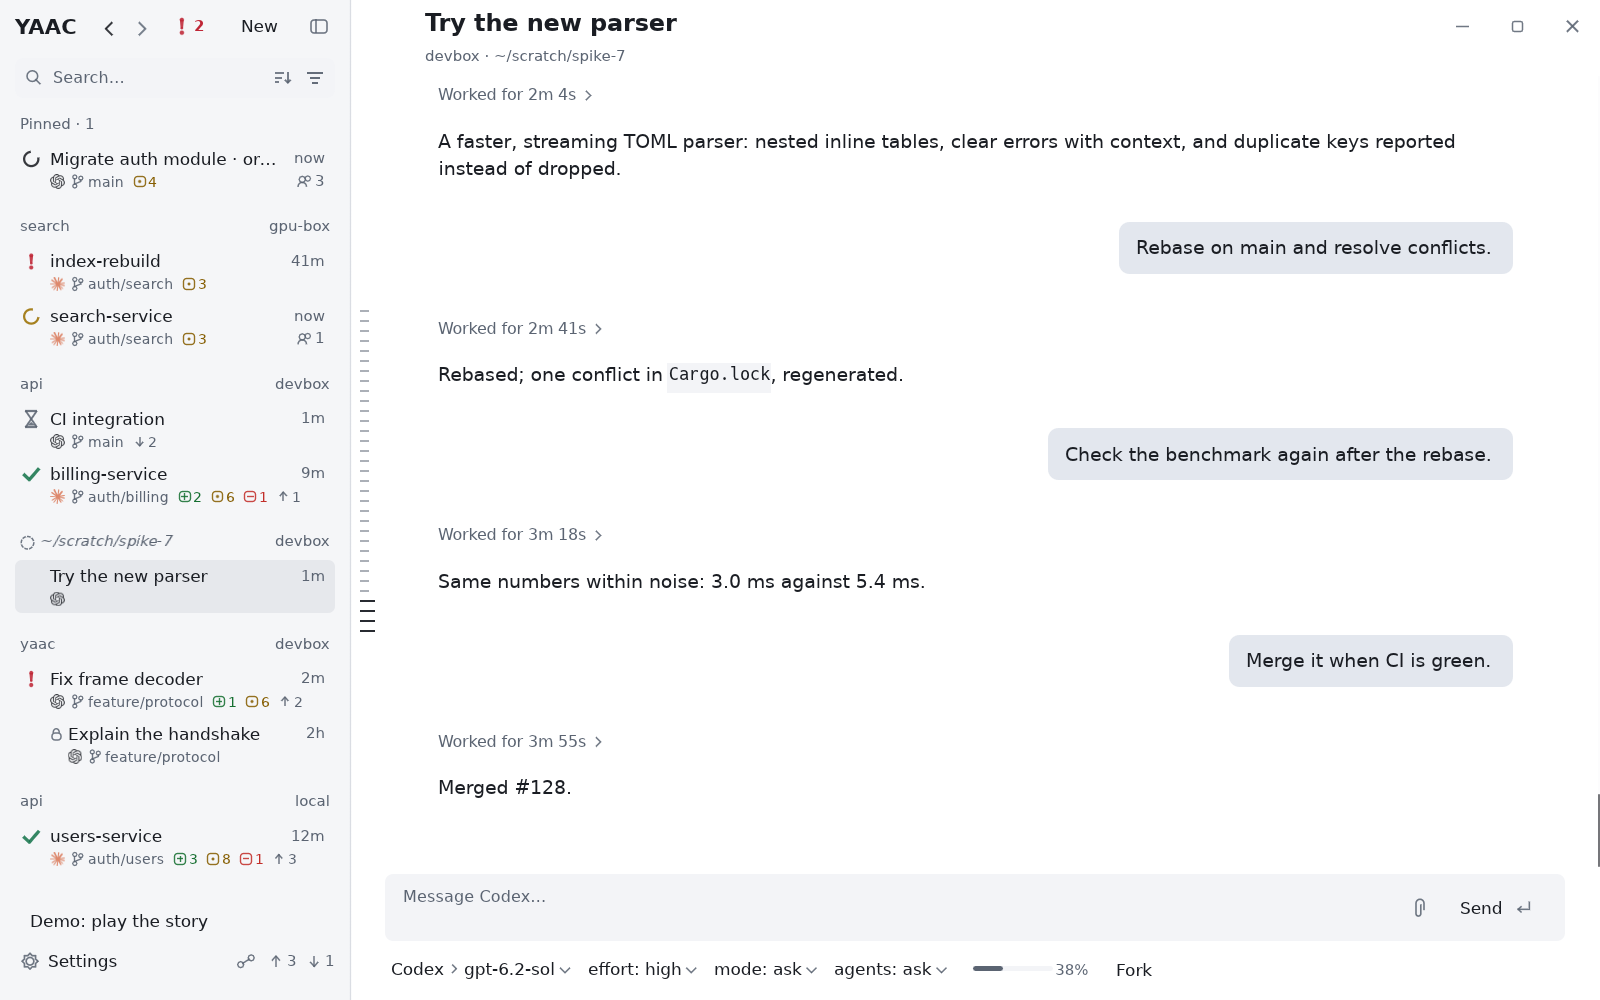 YAAC
2
New
Search...
Pinned · 1
Migrate auth module · or... now
main 4 3
search gpu-box
index-rebuild 41m
auth/search 3
search-service now
auth/search 3 1
api devbox
CI integration 1m
main 2
billing-service 9m
auth/billing 2 6 1 1
~/scratch/spike-7 devbox
Try the new parser 1m
yaac devbox
Fix frame decoder 2m
feature/protocol 1 6 2
Explain the handshake 2h
feature/protocol
api local
users-service 12m
auth/users 3 8 1 3
Demo: play the story
Settings 3 1
Try the new parser
devbox · ~/scratch/spike-7
Worked for 2m 4s
A faster, streaming TOML parser: nested inline tables, clear errors with context, and duplicate keys reported
instead of dropped.
Rebase on main and resolve conflicts.
Worked for 2m 41s
Rebased; one conflict in Cargo.lock, regenerated.
Check the benchmark again after the rebase.
Worked for 3m 18s
Same numbers within noise: 3.0 ms against 5.4 ms.
Merge it when CI is green.
Worked for 3m 55s
Merged #128.
Message Codex...
Send
Codex gpt-6.2-sol effort: high mode: ask agents: ask 38% Fork